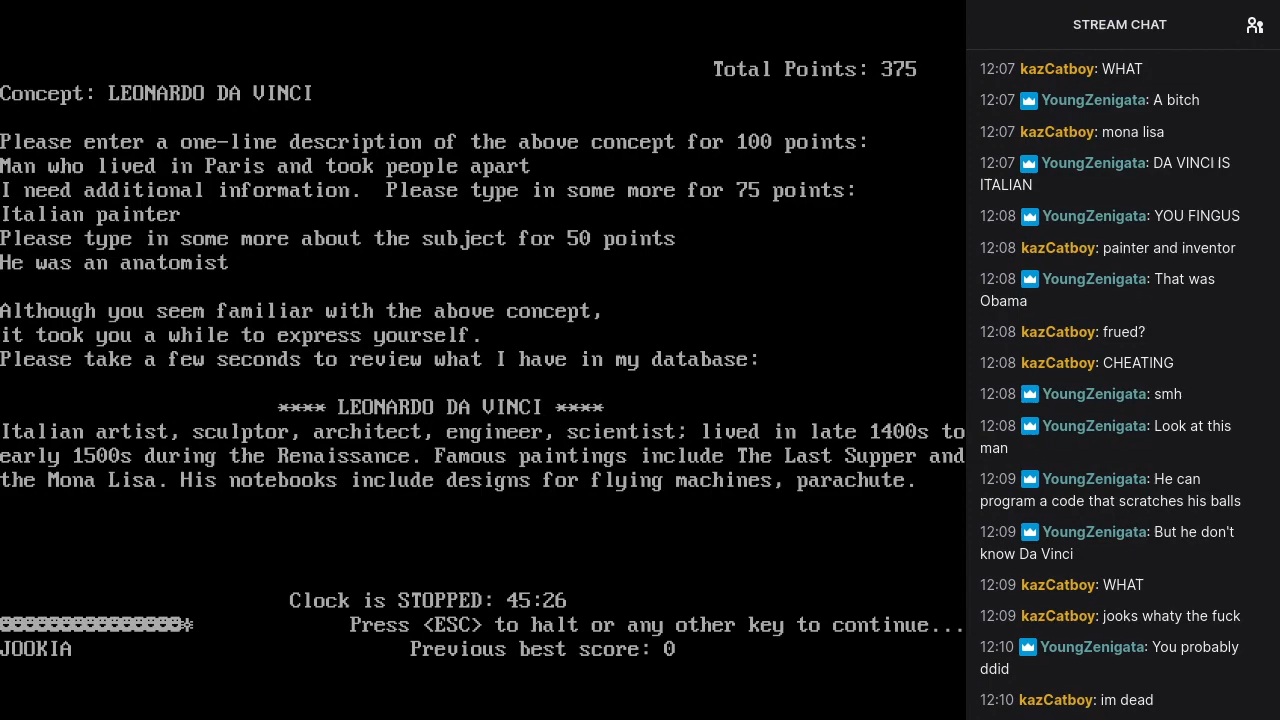 Total Points: 375
Concept: LEONARDO DA VINCI
Please enter a one-line description of the above concept for 100 points:
Man who lived in Paris and took people apart
I need additional information.  Please type in some more for 75 points:
Italian painter
Please type in some more about the subject for 50 points
He was an anatomist
Although you seem familiar with the above concept,
it took you a while to express yourself.
Please take a few seconds to review what I have in my database:
**** LEONARDO DA VINCI ****
Italian artist, sculptor, architect, engineer, scientist; lived in late 1400s to
early 1500s during the Renaissance. Famous paintings include The Last Supper and
the Mona Lisa. His notebooks include designs for flying machines, parachute.
Clock is STOPPED: 45:26
Press <ESC> to halt or any other key to continue...
JOOKIA Previous best score: 0
STREAM CHAT
12:07 kazCatboy: WHAT
12:07 YoungZenigata: A bitch
12:07 kazCatboy: mona lisa
12:07 YoungZenigata: DA VINCI IS
ITALIAN
12:08 YoungZenigata: YOU FINGUS
12:08 kazCatboy: painter and inventor
12:08 YoungZenigata: That was
Obama
12:08 kazCatboy: frued?
12:08 kazCatboy: CHEATING
12:08 YoungZenigata: smh
12:08 YoungZenigata: Look at this
man
12:09 YoungZenigata: He can
program a code that scratches his balls
12:09 YoungZenigata: But he don't
know Da Vinci
12:09 kazCatboy: WHAT
12:09 kazCatboy: jooks whaty the fuck
12:10 YoungZenigata: You probably
ddid
12:10 kazCatboy: im dead